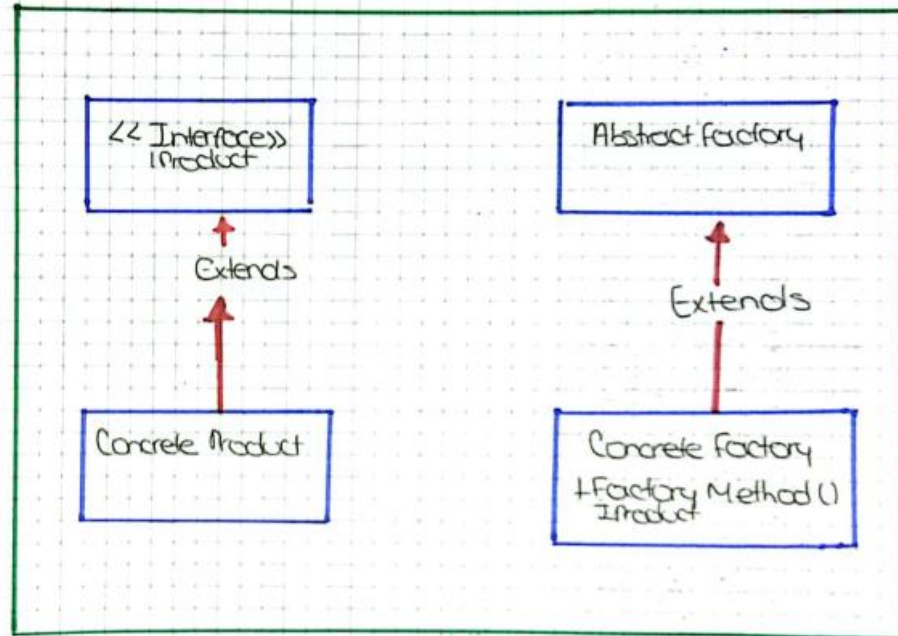 << Interface>>
IProduct
Extends
Concrete Product
Abstract Factory
Extends
Concrete Factory
+Factory Method()
IProduct